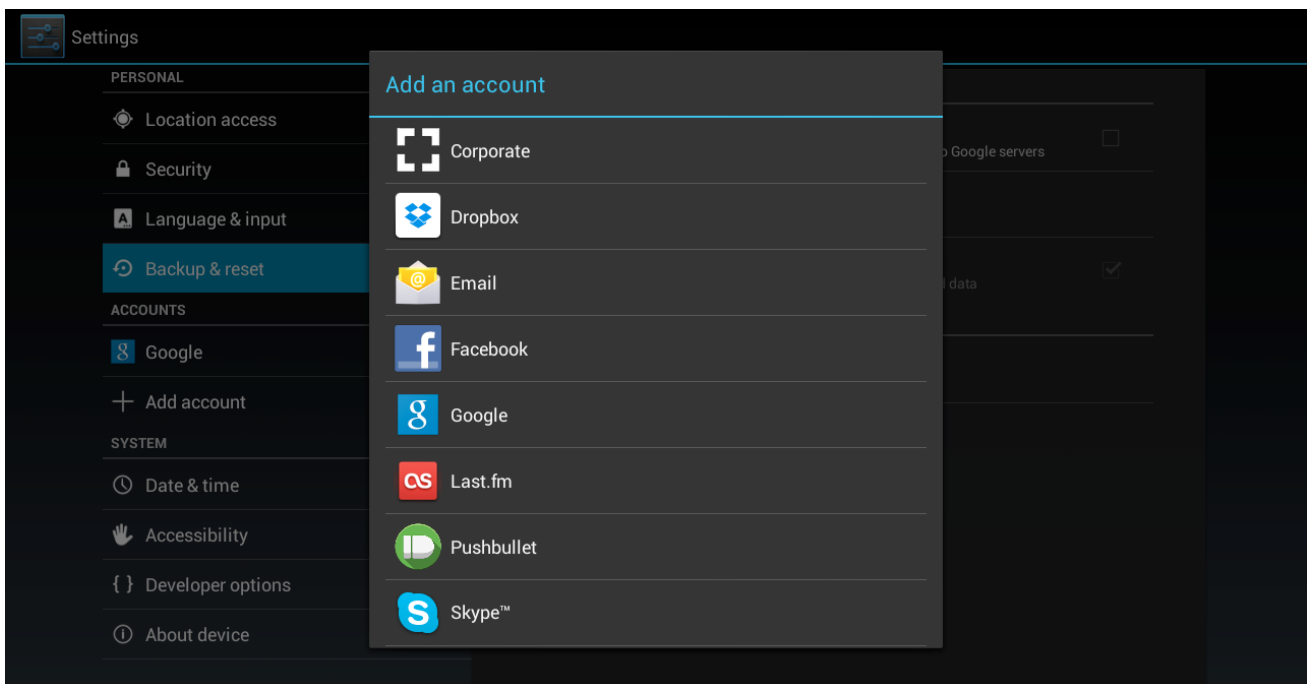 Settings
PERSONAL
Location access
Security
Language & input
Backup & reset
ACCOUNTS
Google
Add account
SYSTEM
Date & time
Accessibility
Developer options
About device
Add an account
Corporate
Dropbox
Email
Facebook
Google
Last.fm
Pushbullet
Skype™
Google servers
data